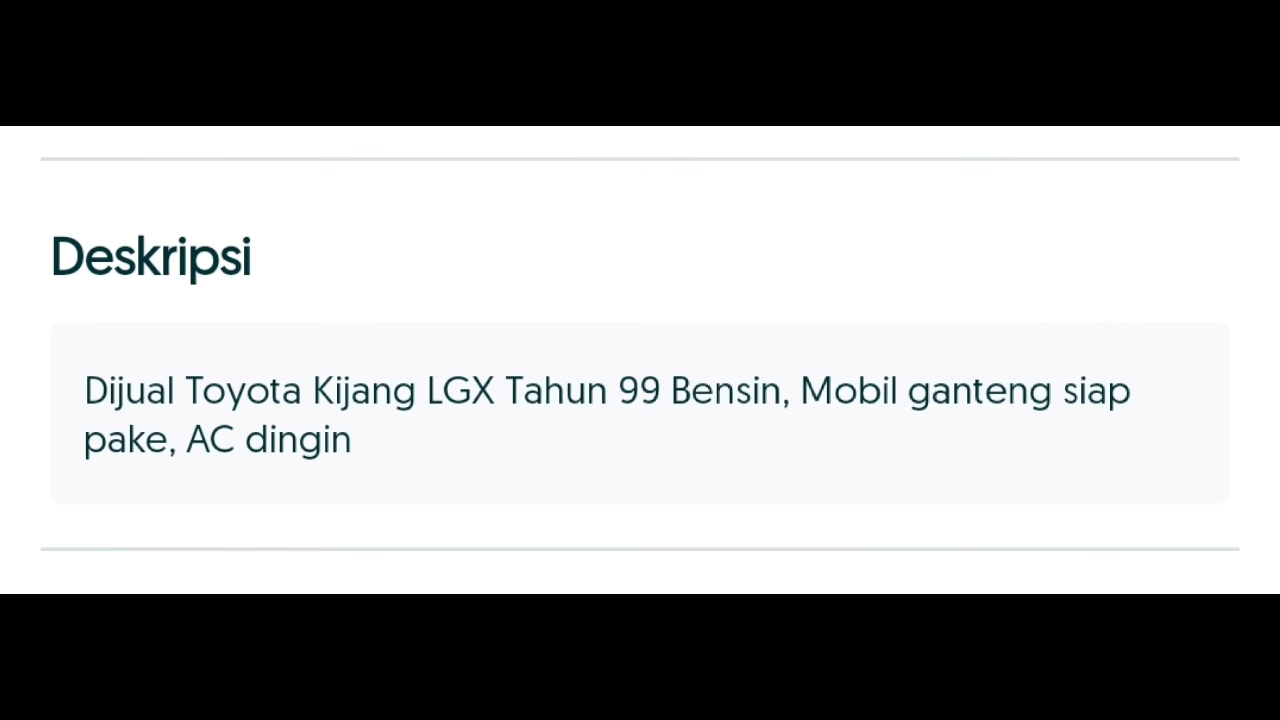 Deskripsi
Dijual Toyota Kijang LGX Tahun 99 Bensin, Mobil ganteng siap
pake, AC dingin